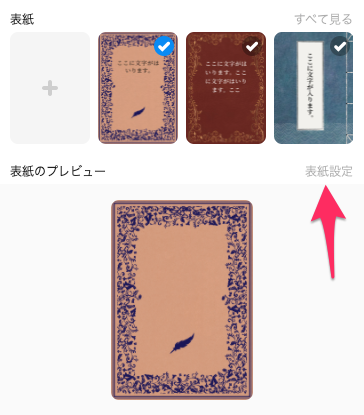 表紙
すべて見る
ここに文字がは
いります。
ここに文字がは
いります。ここ
に文字がはいり
ます。ここ
ここに文字が入ります。
表紙のプレビュー
表紙設定